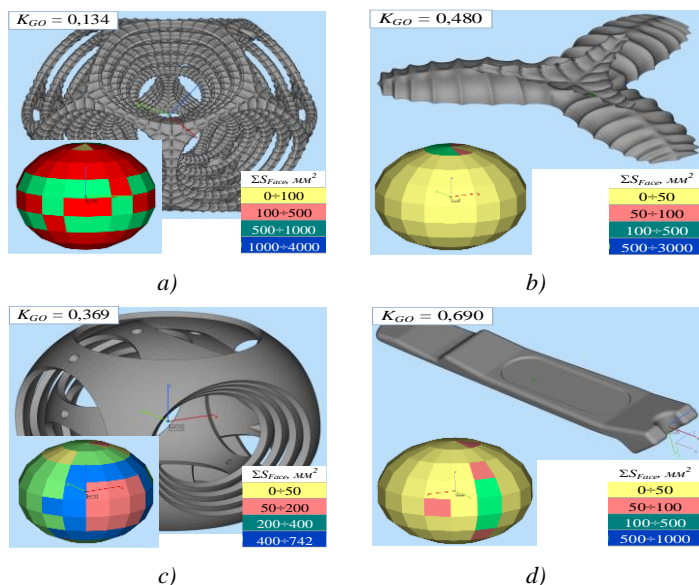 K_GO = 0,134
ΣS_Face, мм²
0÷100
100÷500
500÷1000
1000÷4000
a)
K_GO = 0,480
ΣS_Face, мм²
0÷50
50÷100
100÷500
500÷3000
b)
K_GO = 0,369
ΣS_Face, мм²
0÷50
50÷200
200÷400
400÷742
c)
K_GO = 0,690
ΣS_Face, мм²
0÷50
50÷100
100÷500
500÷1000
d)